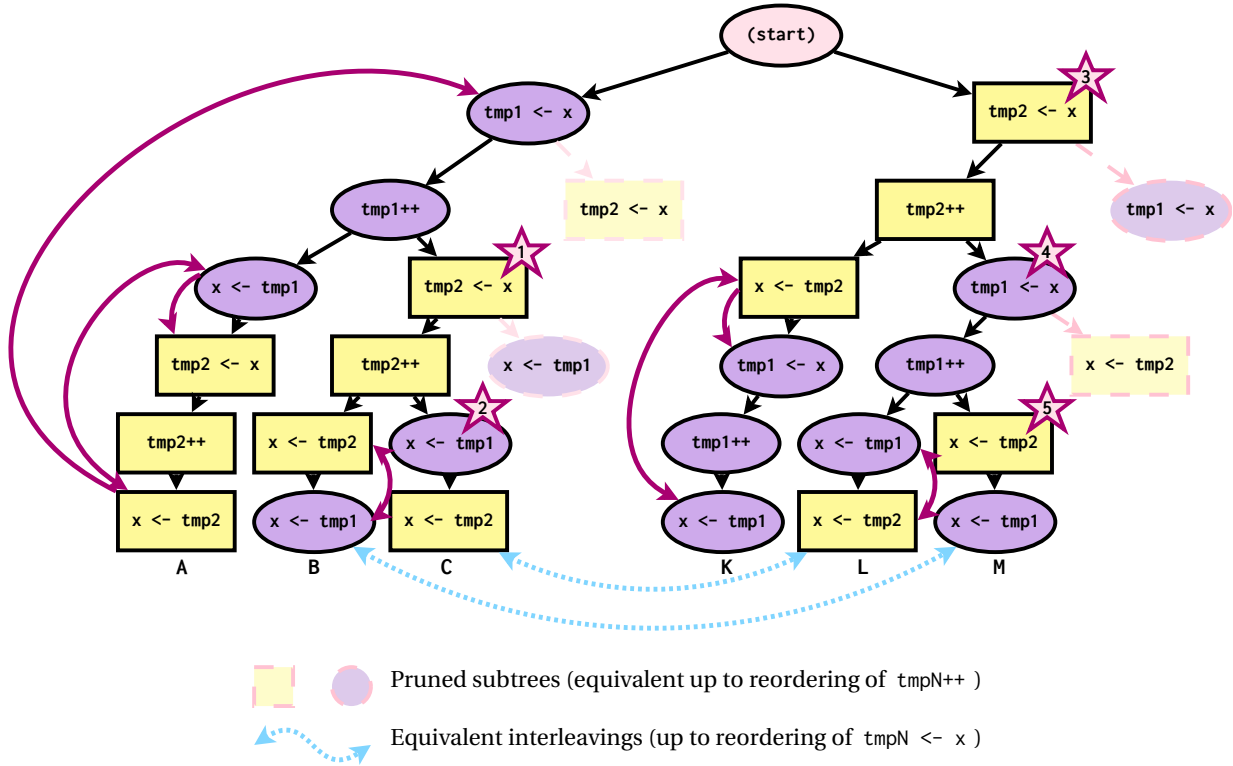 (start)
3
tmp1 <- x
tmp2 <- x
tmp1++
tmp2 <- x
tmp2++
tmp1 <- x
1
4
x <- tmp1
tmp2 <- x
x <- tmp2
tmp1 <- x
tmp2 <- x
tmp2++
x <- tmp1
tmp1 <- x
tmp1++
x <- tmp2
2
5
tmp2++
x <- tmp2
x <- tmp1
tmp1++
x <- tmp1
x <- tmp2
x <- tmp2
x <- tmp1
x <- tmp2
x <- tmp1
x <- tmp2
x <- tmp1
A B C K L M
Pruned subtrees (equivalent up to reordering of tmpN++ )
Equivalent interleavings (up to reordering of tmpN <- x )